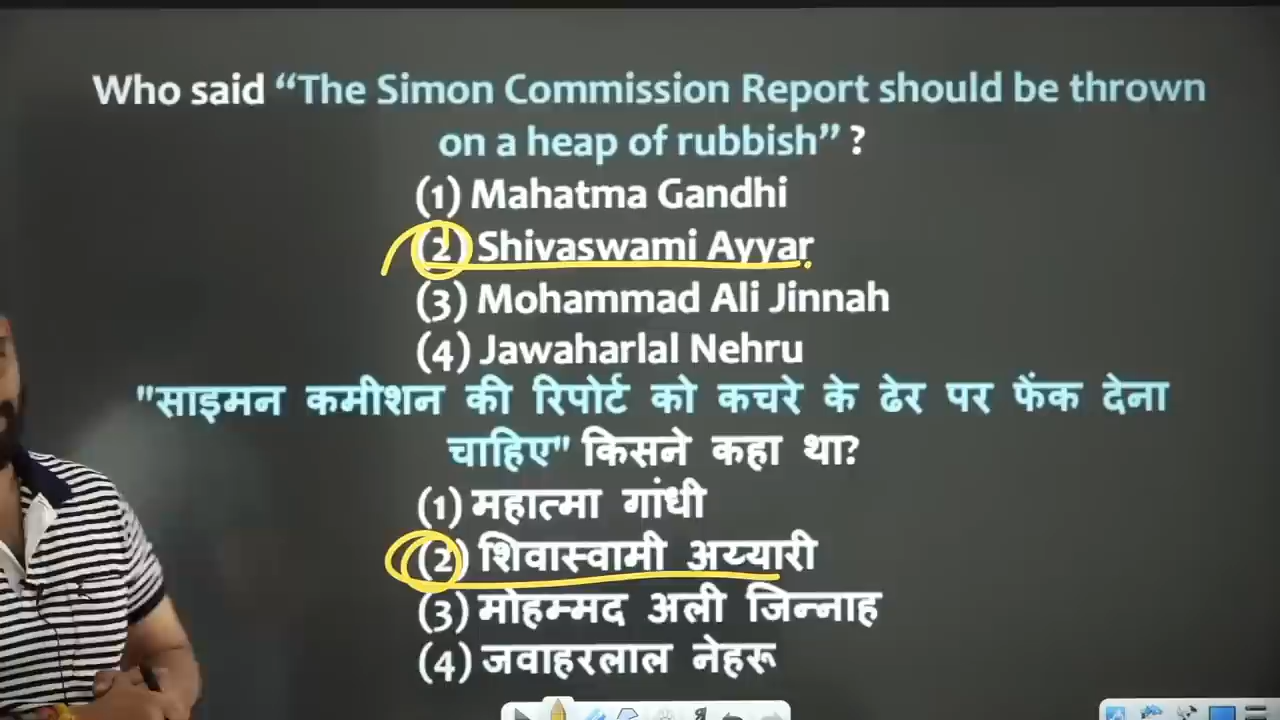 Who said “The Simon Commission Report should be thrown
on a heap of rubbish” ?
(1) Mahatma Gandhi
(2) Shivaswami Ayyar
(3) Mohammad Ali Jinnah
(4) Jawaharlal Nehru
"साइमन कमीशन की रिपोर्ट को कचरे के ढेर पर फेंक देना
चाहिए" किसने कहा था?
(1) महात्मा गांधी
(2) शिवास्वामी अय्यारी
(3) मोहम्मद अली जिन्नाह
(4) जवाहरलाल नेहरू